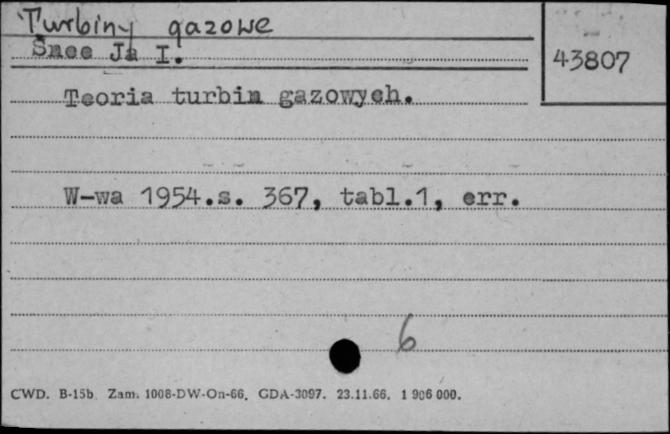 Turbiny gazowe
Snee Ja I.
43807
Teoria turbin gazowych.
W-wa 1954.s. 367, tabl.1, err.
6
CWD. B-15b. Zam. 1008-DW-On-66. GDA-3097. 23.11.66. 1 906 000.